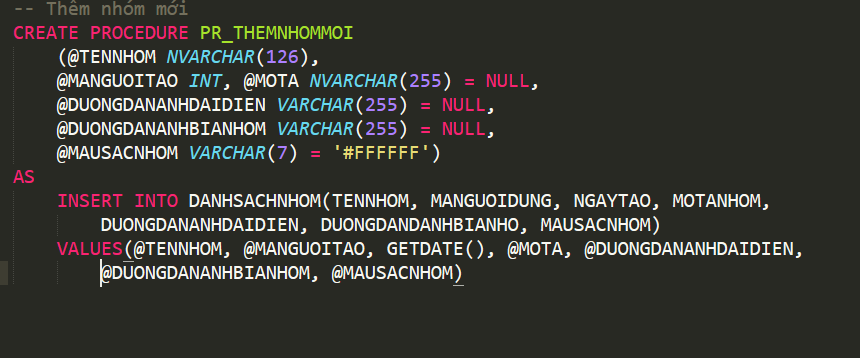 -- Thêm nhóm mới
CREATE PROCEDURE PR_THEMNHOMMOI
(@TENNHOM NVARCHAR(126),
@MANGUOITAO INT, @MOTA NVARCHAR(255) = NULL,
@DUONGDANANHDAIDIEN VARCHAR(255) = NULL,
@DUONGDANANHBIANHOM VARCHAR(255) = NULL,
@MAUSACNHOM VARCHAR(7) = '#FFFFFF')
AS
INSERT INTO DANHSACHNHOM(TENNHOM, MANGUOIDUNG, NGAYTAO, MOTANHOM,
DUONGDANANHDAIDIEN, DUONGDANDANHBIANHO, MAUSACNHOM)
VALUES(@TENNHOM, @MANGUOITAO, GETDATE(), @MOTA, @DUONGDANANHDAIDIEN,
@DUONGDANANHBIANHOM, @MAUSACNHOM)